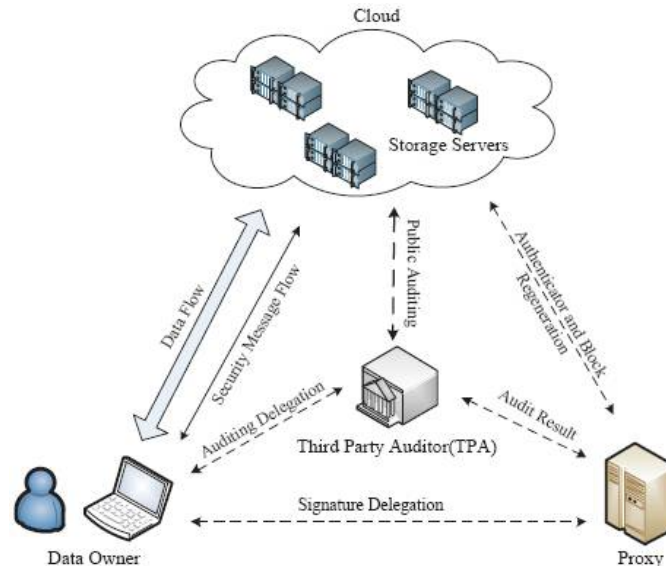 Cloud
Storage Servers
Data Flow
Security Message Flow
Public Auditing
Authenticator and Block
Regeneration
Auditing Delegation
Audit Result
Third Party Auditor(TPA)
Signature Delegation
Data Owner
Proxy